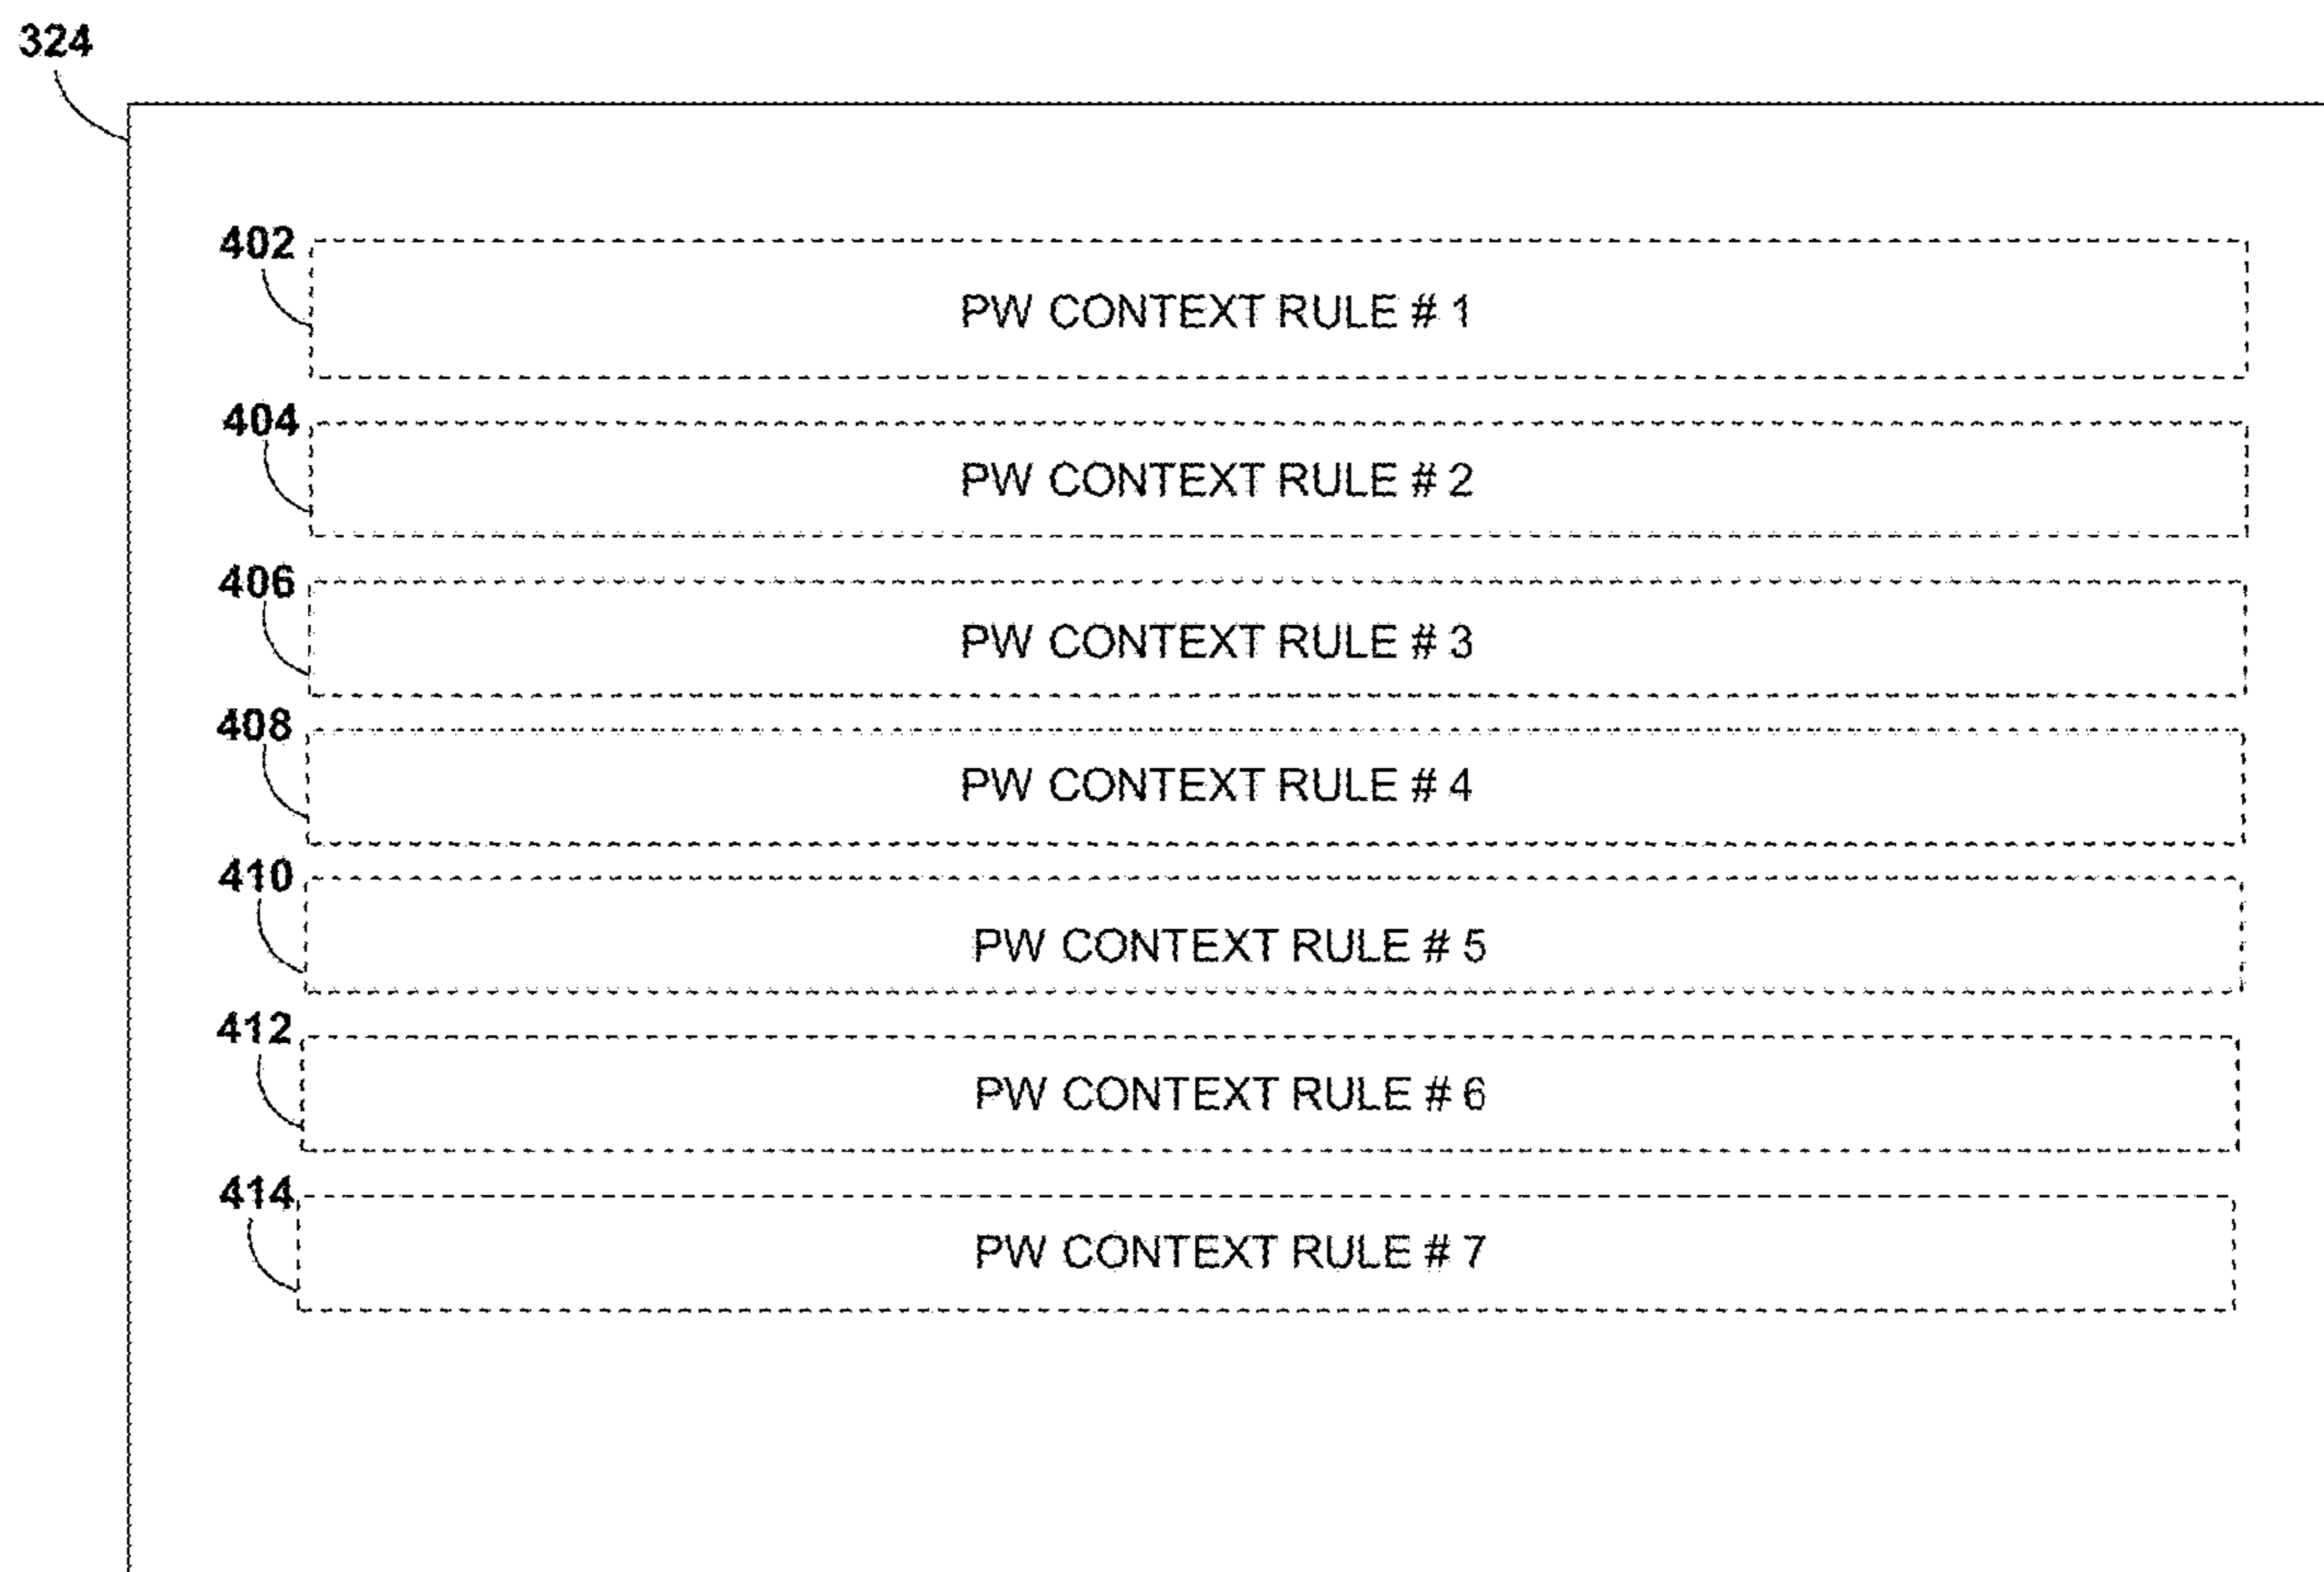 324
402
PW CONTEXT RULE # 1
404
PW CONTEXT RULE # 2
406
PW CONTEXT RULE # 3
408
PW CONTEXT RULE # 4
410
PW CONTEXT RULE # 5
412
PW CONTEXT RULE # 6
414
PW CONTEXT RULE # 7